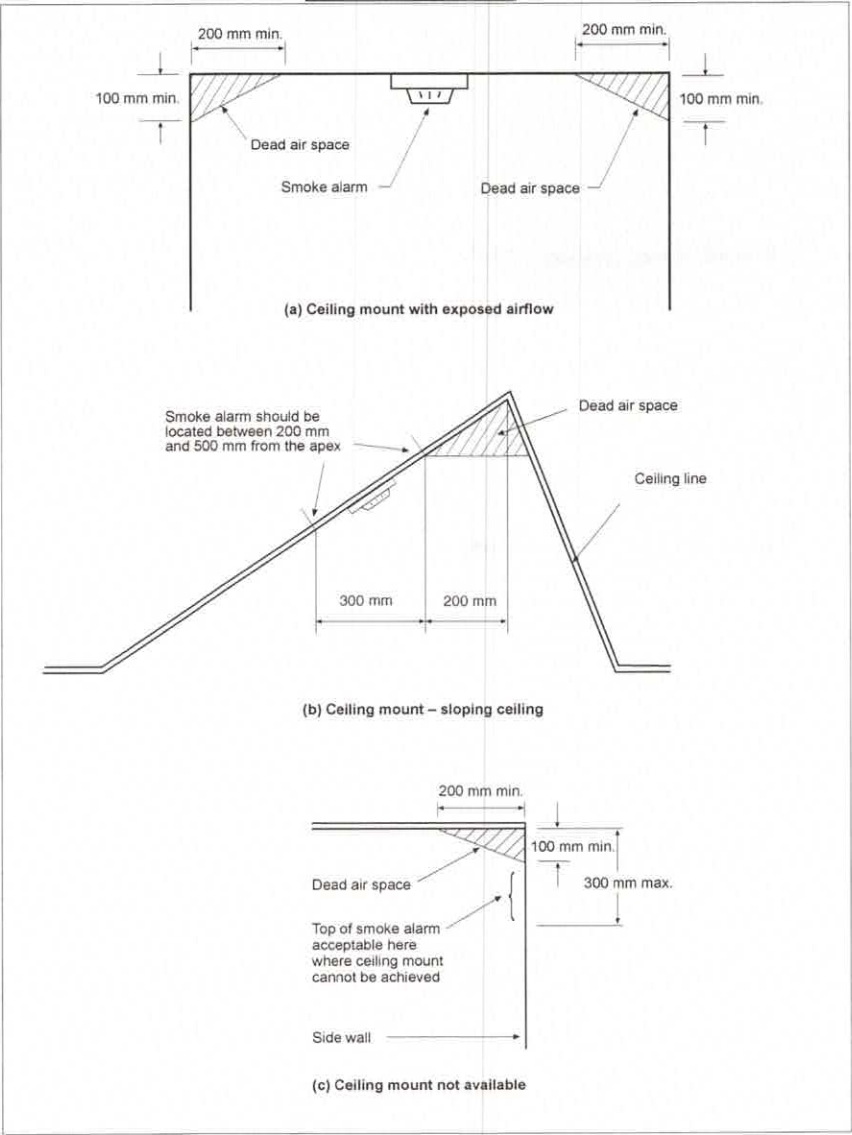 200 mm min.
200 mm min.
100 mm min.
100 mm min.
Dead air space
Smoke alarm
Dead air space
(a) Ceiling mount with exposed airflow
Smoke alarm should be
located between 200 mm
and 500 mm from the apex
Dead air space
Ceiling line
300 mm
200 mm
(b) Ceiling mount – sloping ceiling
200 mm min.
100 mm min.
300 mm max.
Dead air space
Top of smoke alarm
acceptable here
where ceiling mount
cannot be achieved
Side wall
(c) Ceiling mount not available